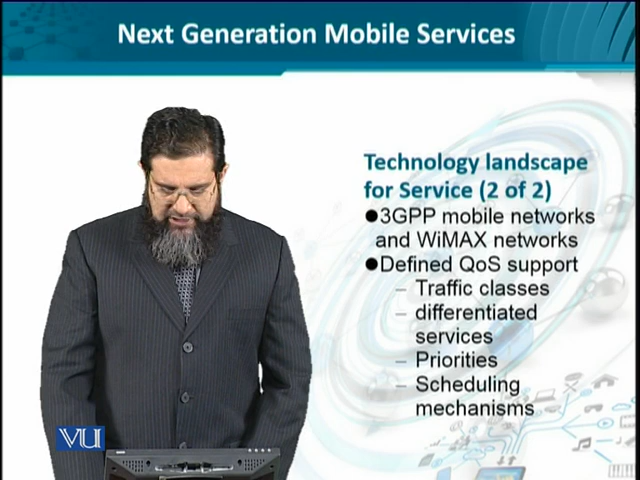 Next Generation Mobile Services
Technology landscape
for Service (2 of 2)
●3GPP mobile networks
and WiMAX networks
●Defined QoS support
– Traffic classes
– differentiated
services
– Priorities
– Scheduling
mechanisms
VU